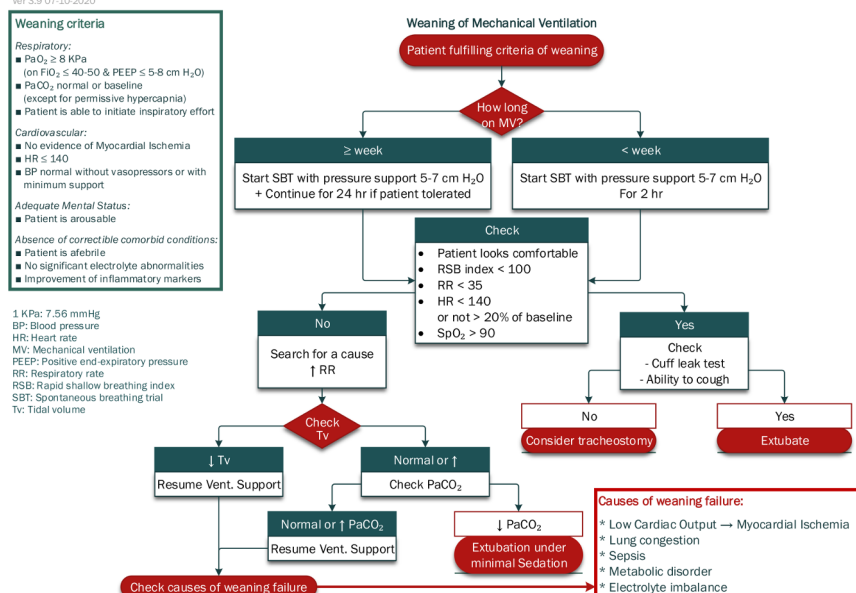 Ver 3.9 07-10-2020
Weaning criteria
Respiratory:
■ PaO₂ ≥ 8 KPa
(on FiO₂ ≤ 40-50 & PEEP ≤ 5-8 cm H₂O)
■ PaCO₂ normal or baseline
(except for permissive hypercapnia)
■ Patient is able to initiate inspiratory effort
Cardiovascular:
■ No evidence of Myocardial Ischemia
■ HR ≤ 140
■ BP normal without vasopressors or with
minimum support
Adequate Mental Status:
■ Patient is arousable
Absence of correctible comorbid conditions:
■ Patient is afebrile
■ No significant electrolyte abnormalities
■ Improvement of inflammatory markers
1 KPa: 7.56 mmHg
BP: Blood pressure
HR: Heart rate
MV: Mechanical ventilation
PEEP: Positive end-expiratory pressure
RR: Respiratory rate
RSB: Rapid shallow breathing index
SBT: Spontaneous breathing trial
Tv: Tidal volume
Weaning of Mechanical Ventilation
Patient fulfilling criteria of weaning
How long
on MV?
≥ week
Start SBT with pressure support 5-7 cm H₂O
+ Continue for 24 hr if patient tolerated
< week
Start SBT with pressure support 5-7 cm H₂O
For 2 hr
Check
• Patient looks comfortable
• RSB index < 100
• RR < 35
• HR < 140
or not > 20% of baseline
• SpO₂ > 90
No
Search for a cause
↑ RR
Yes
Check
- Cuff leak test
- Ability to cough
No
Consider tracheostomy
Yes
Extubate
Check
Tv
↓ Tv
Resume Vent. Support
Normal or ↑
Check PaCO₂
Normal or ↑ PaCO₂
Resume Vent. Support
↓ PaCO₂
Extubation under
minimal Sedation
Check causes of weaning failure
Causes of weaning failure:
* Low Cardiac Output → Myocardial Ischemia
* Lung congestion
* Sepsis
* Metabolic disorder
* Electrolyte imbalance